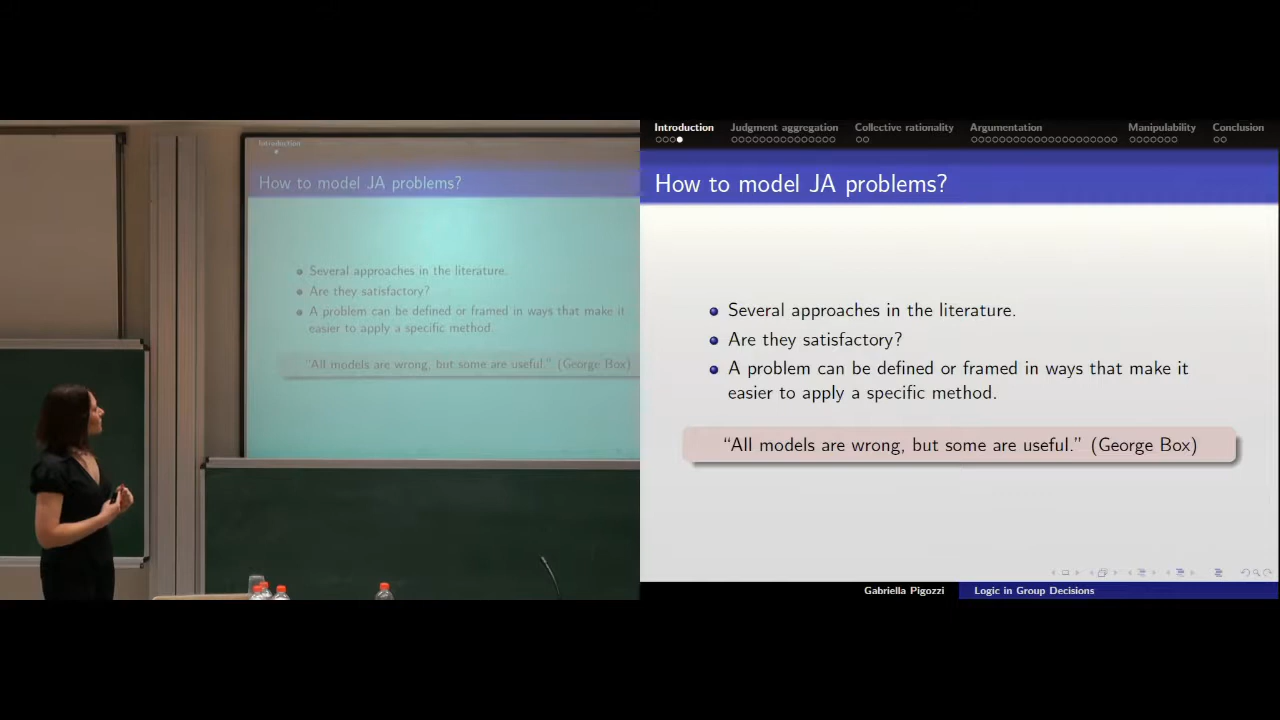 Introduction
How to model JA problems?
Several approaches in the literature.
Are they satisfactory?
A problem can be defined or framed in ways that make it
easier to apply a specific method.
"All models are wrong, but some are useful." (George Box)
Introduction Judgment aggregation Collective rationality Argumentation Manipulability Conclusion
How to model JA problems?
Several approaches in the literature.
Are they satisfactory?
A problem can be defined or framed in ways that make it
easier to apply a specific method.
“All models are wrong, but some are useful.” (George Box)
Gabriella Pigozzi Logic in Group Decisions